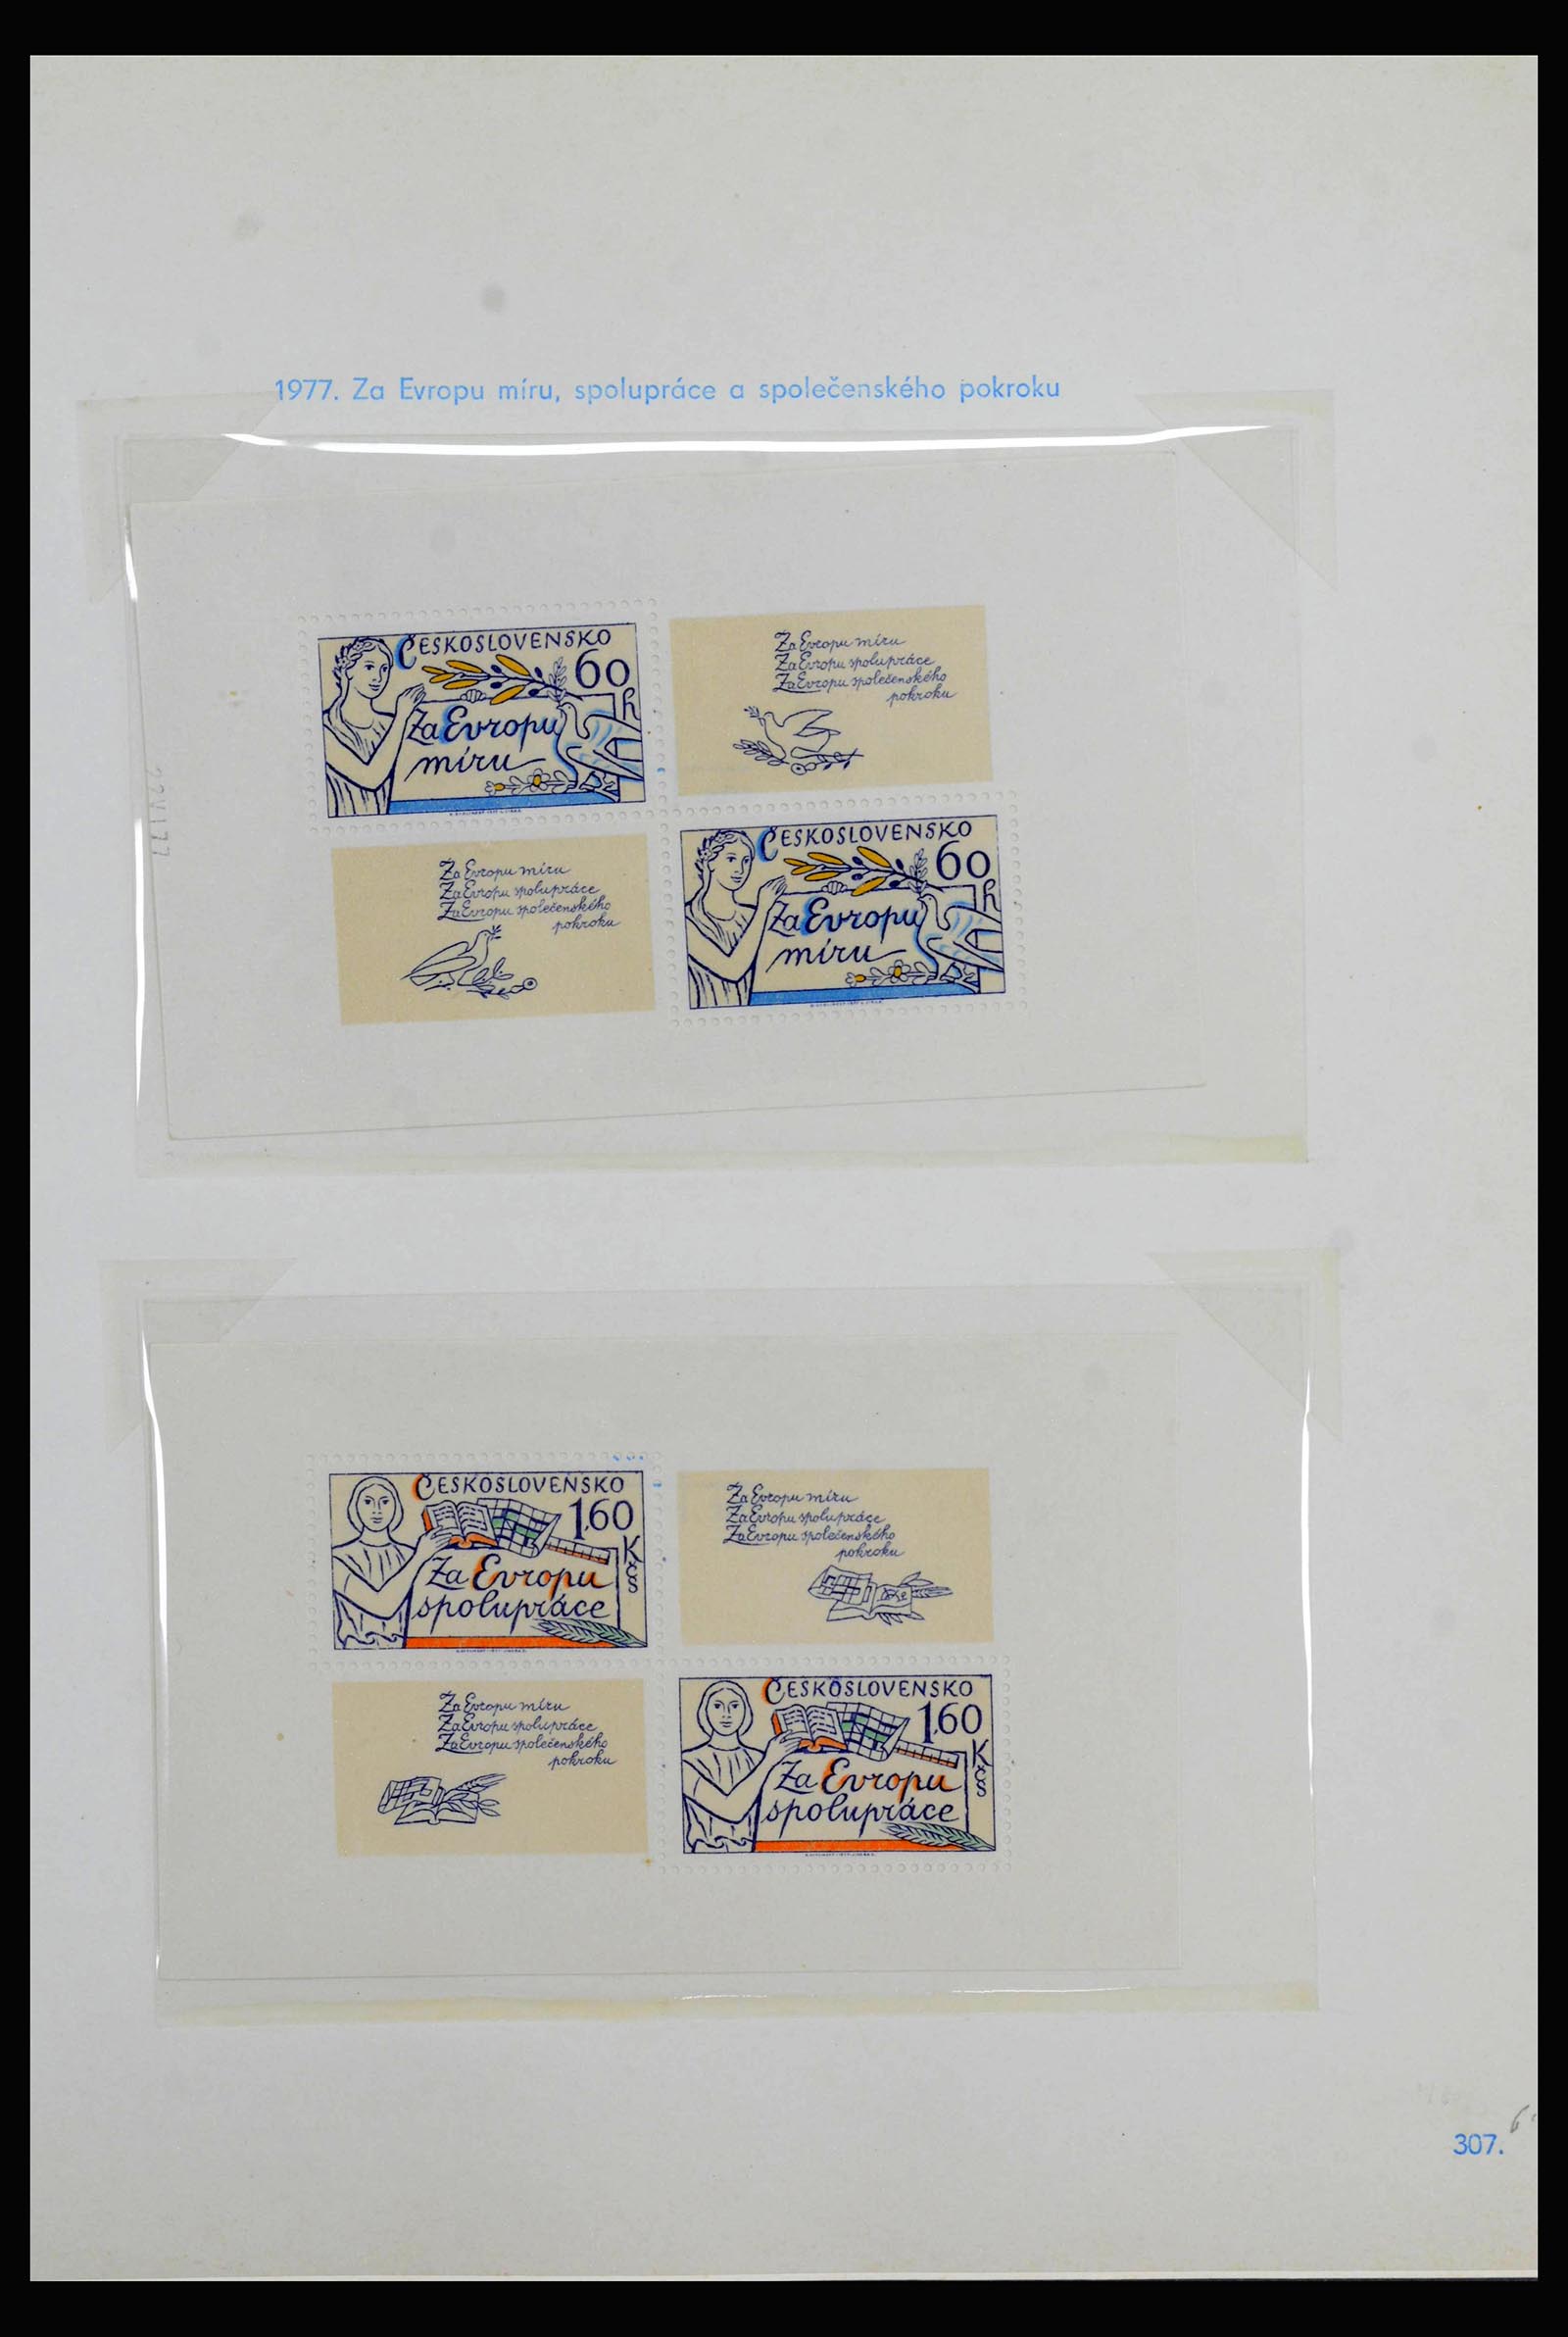 1977. Za Evropu míru, spolupráce a společenského pokroku
ČESKOSLOVENSKO
60
h
Za Evropu
míru
Za Evropu míru
Za Evropu spolupráce
Za Evropu společenského
pokroku
Za Evropu míru
Za Evropu spolupráce
Za Evropu společenského
pokroku
ČESKOSLOVENSKO
60
h
Za Evropu
míru
ČESKOSLOVENSKO
1,60
Kčs
Za Evropu
spolupráce
Za Evropu míru
Za Evropu spolupráce
Za Evropu společenského
pokroku
Za Evropu míru
Za Evropu spolupráce
Za Evropu společenského
pokroku
ČESKOSLOVENSKO
1,60
Kčs
Za Evropu
spolupráce
307.